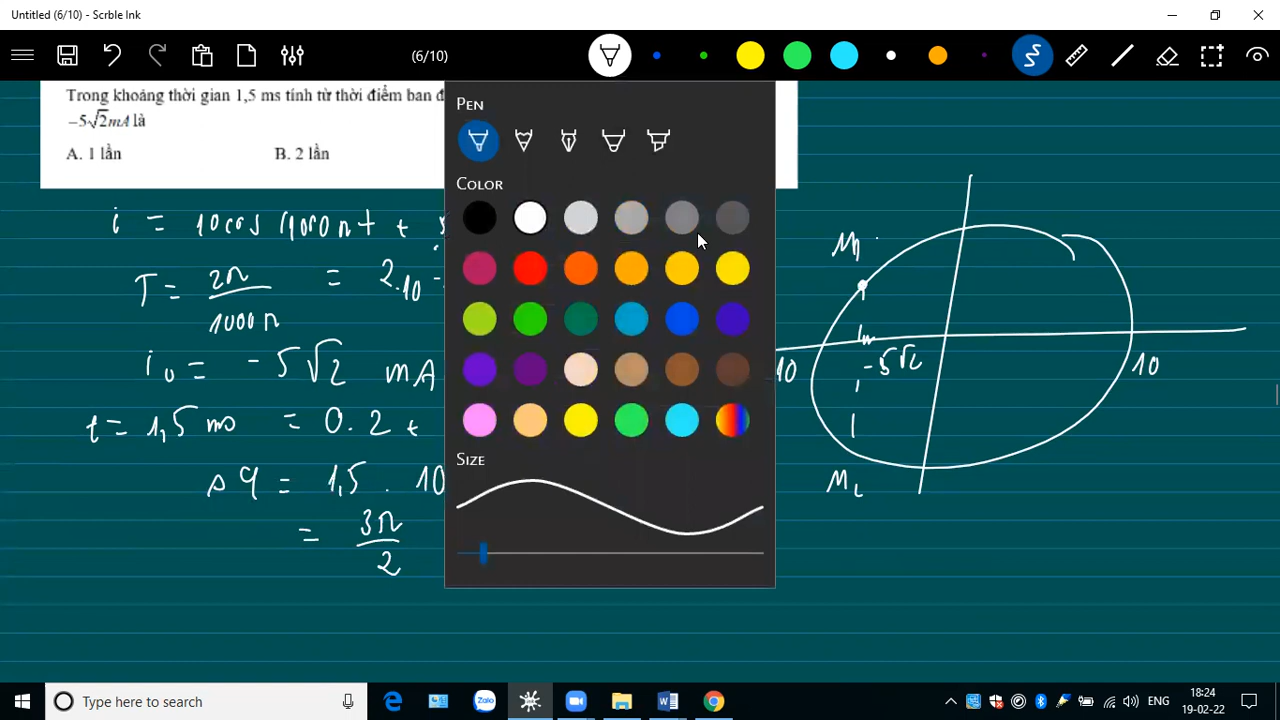 Untitled (6/10) - Scrble Ink
(6/10)
Trong khoảng thời gian 1,5 ms tính từ thời điểm ban đ
−5√2mA là
A. 1 lần
B. 2 lần
PEN
COLOR
SIZE
i = 10cos (1000π t +
T = 2π / 1000π = 2.10⁻
i₀ = -5√2 mA
t = 1,5 ms = 0.2 +
Δφ = 1,5 . 10
= 3π / 2
M₁
10
-5√2
10
M₂
Type here to search
Zalo
ENG
18:24
19-02-22